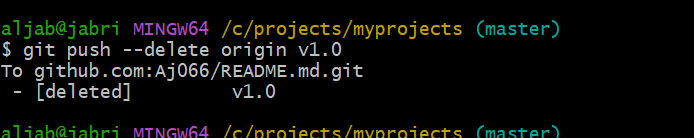 aljab@jabri MINGW64 /c/projects/myprojects (master)
$ git push --delete origin v1.0
To github.com:Aj066/README.md.git
 - [deleted]         v1.0
aljab@jabri MINGW64 /c/projects/myprojects (master)